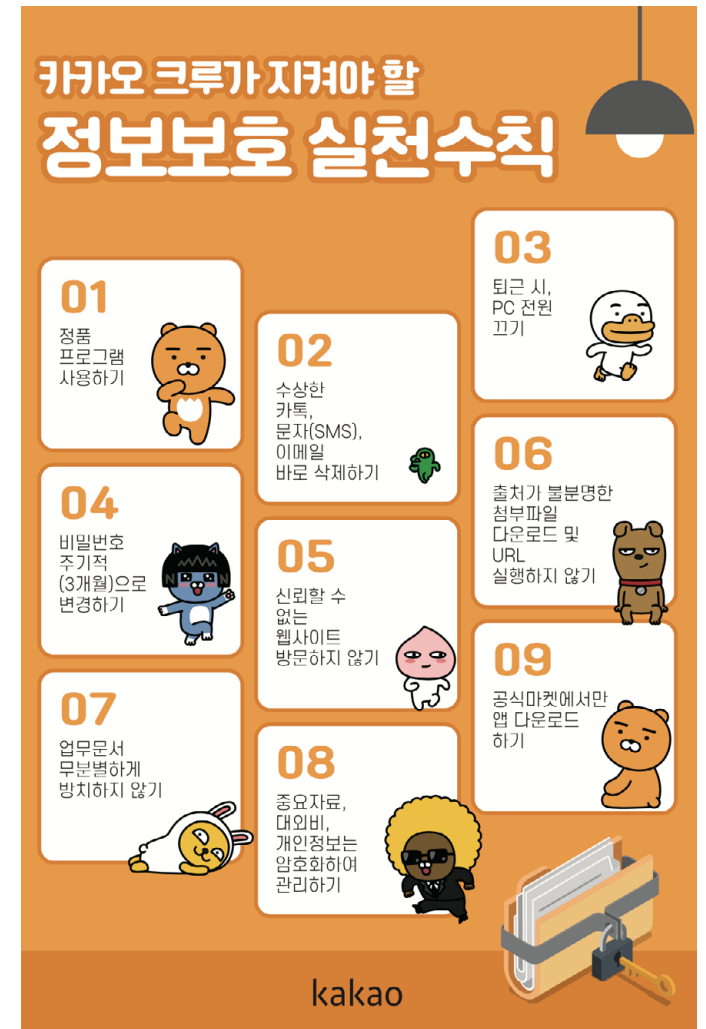 카카오 크루가 지켜야 할
정보보호 실천수칙
01
정품
프로그램
사용하기
02
수상한
카톡,
문자(SMS),
이메일
바로 삭제하기
03
퇴근 시,
PC 전원
끄기
04
비밀번호
주기적
(3개월)으로
변경하기
05
신뢰할 수
없는
웹사이트
방문하지 않기
06
출처가 불분명한
첨부파일
다운로드 및
URL
실행하지 않기
07
업무문서
무분별하게
방치하지 않기
08
중요자료,
대외비,
개인정보는
암호화하여
관리하기
09
공식마켓에서만
앱 다운로드
하기
kakao